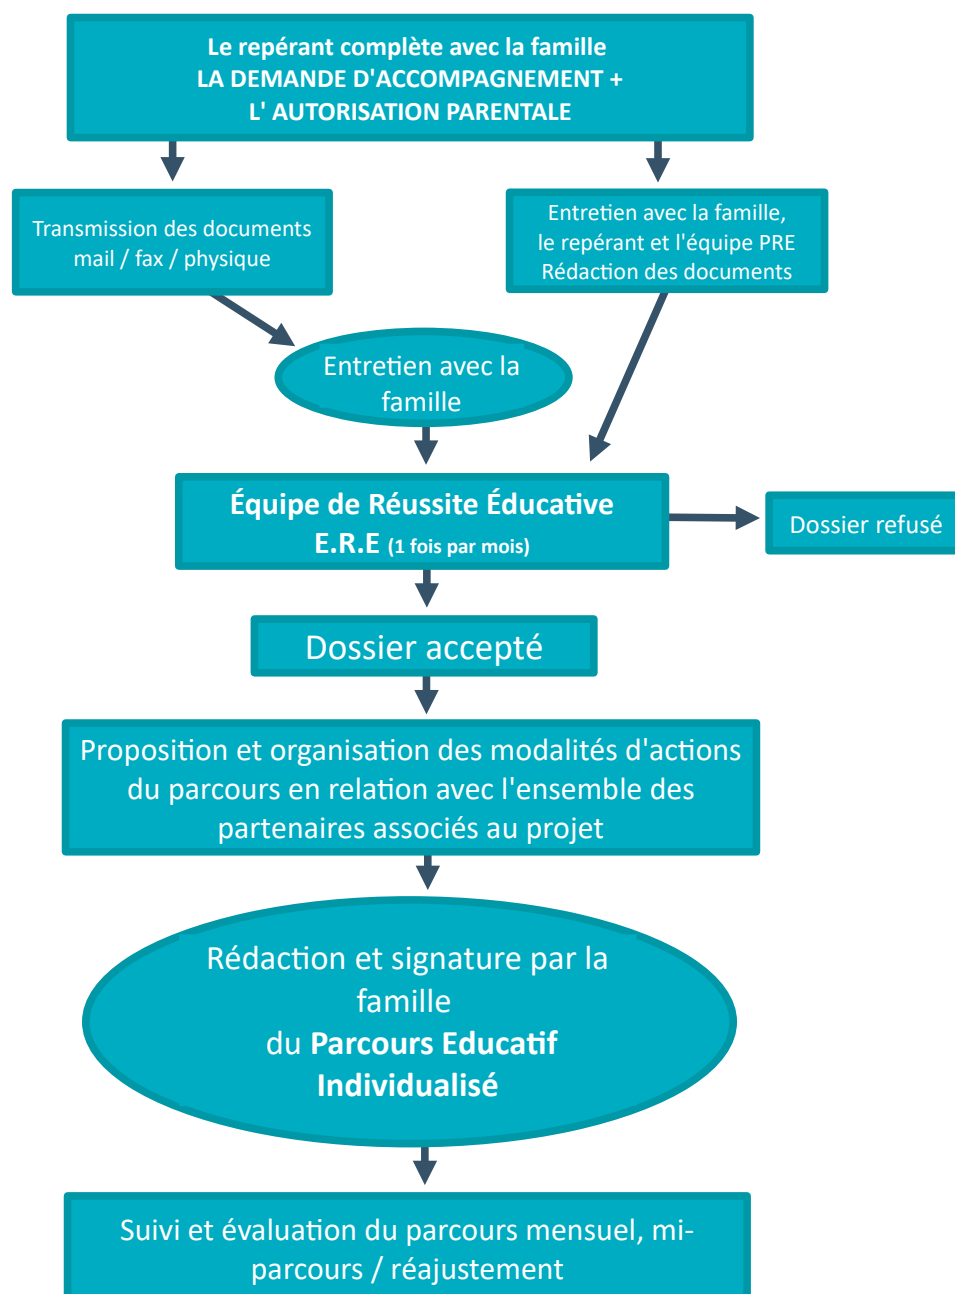 Le repérant complète avec la famille
LA DEMANDE D'ACCOMPAGNEMENT +
L' AUTORISATION PARENTALE
Transmission des documents
mail / fax / physique
Entretien avec la famille,
le repérant et l'équipe PRE
Rédaction des documents
Entretien avec la
famille
Équipe de Réussite Éducative
E.R.E (1 fois par mois)
Dossier refusé
Dossier accepté
Proposition et organisation des modalités d'actions
du parcours en relation avec l'ensemble des
partenaires associés au projet
Rédaction et signature par la
famille
du Parcours Educatif
Individualisé
Suivi et évaluation du parcours mensuel, mi-
parcours / réajustement